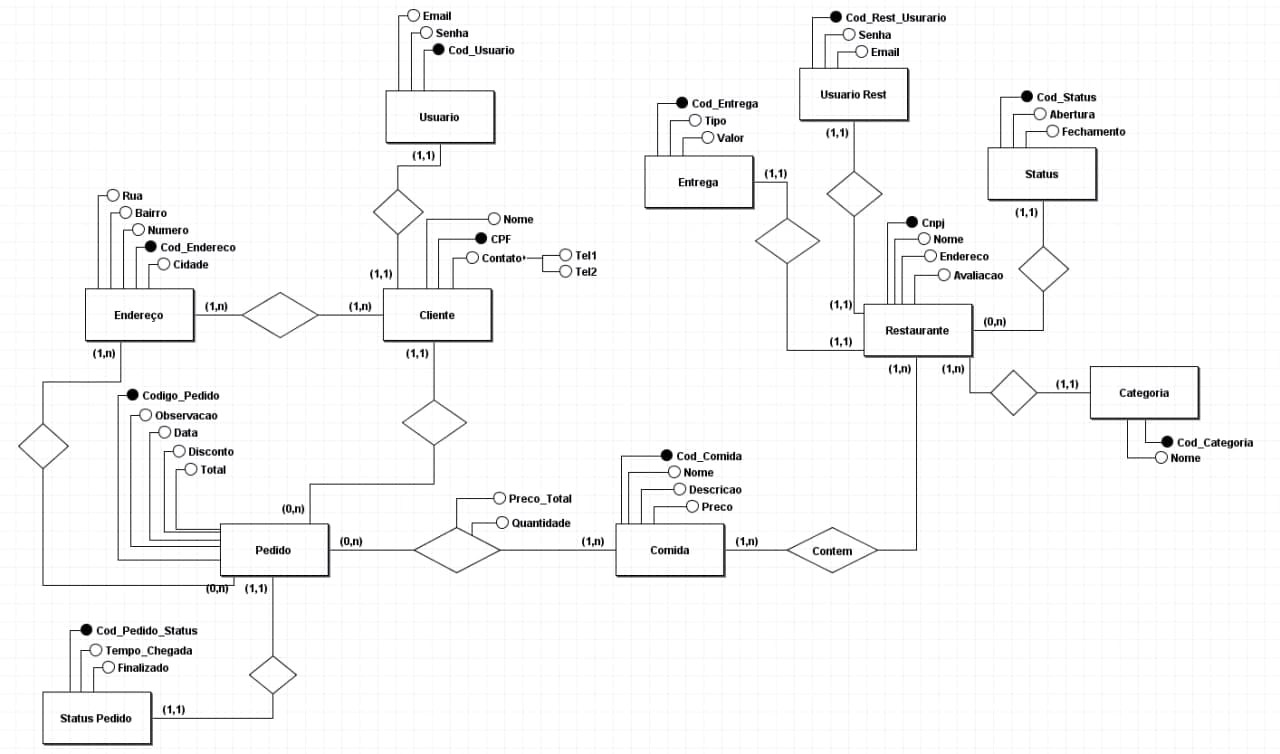 Email
Senha
Cod_Usuario
Usuario
(1,1)
Cod_Rest_Usurario
Senha
Email
Usuario Rest
(1,1)
Cod_Entrega
Tipo
Valor
Entrega
(1,1)
Cod_Status
Abertura
Fechamento
Status
(1,1)
Rua
Bairro
Numero
Cod_Endereco
Cidade
Endereço
(1,n)
(1,n)
(1,n)
Nome
CPF
Contato
Tel1
Tel2
(1,1)
Cliente
(1,1)
Cnpj
Nome
Endereco
Avaliacao
(1,1)
Restaurante
(0,n)
(1,1)
(1,n)
(1,n)
(1,1)
Categoria
Cod_Categoria
Nome
Codigo_Pedido
Observacao
Data
Disconto
Total
(0,n)
Pedido
(0,n)
(0,n)
(1,1)
Preco_Total
Quantidade
(1,n)
Cod_Comida
Nome
Descricao
Preco
Comida
(1,n)
Contem
Cod_Pedido_Status
Tempo_Chegada
Finalizado
Status Pedido
(1,1)